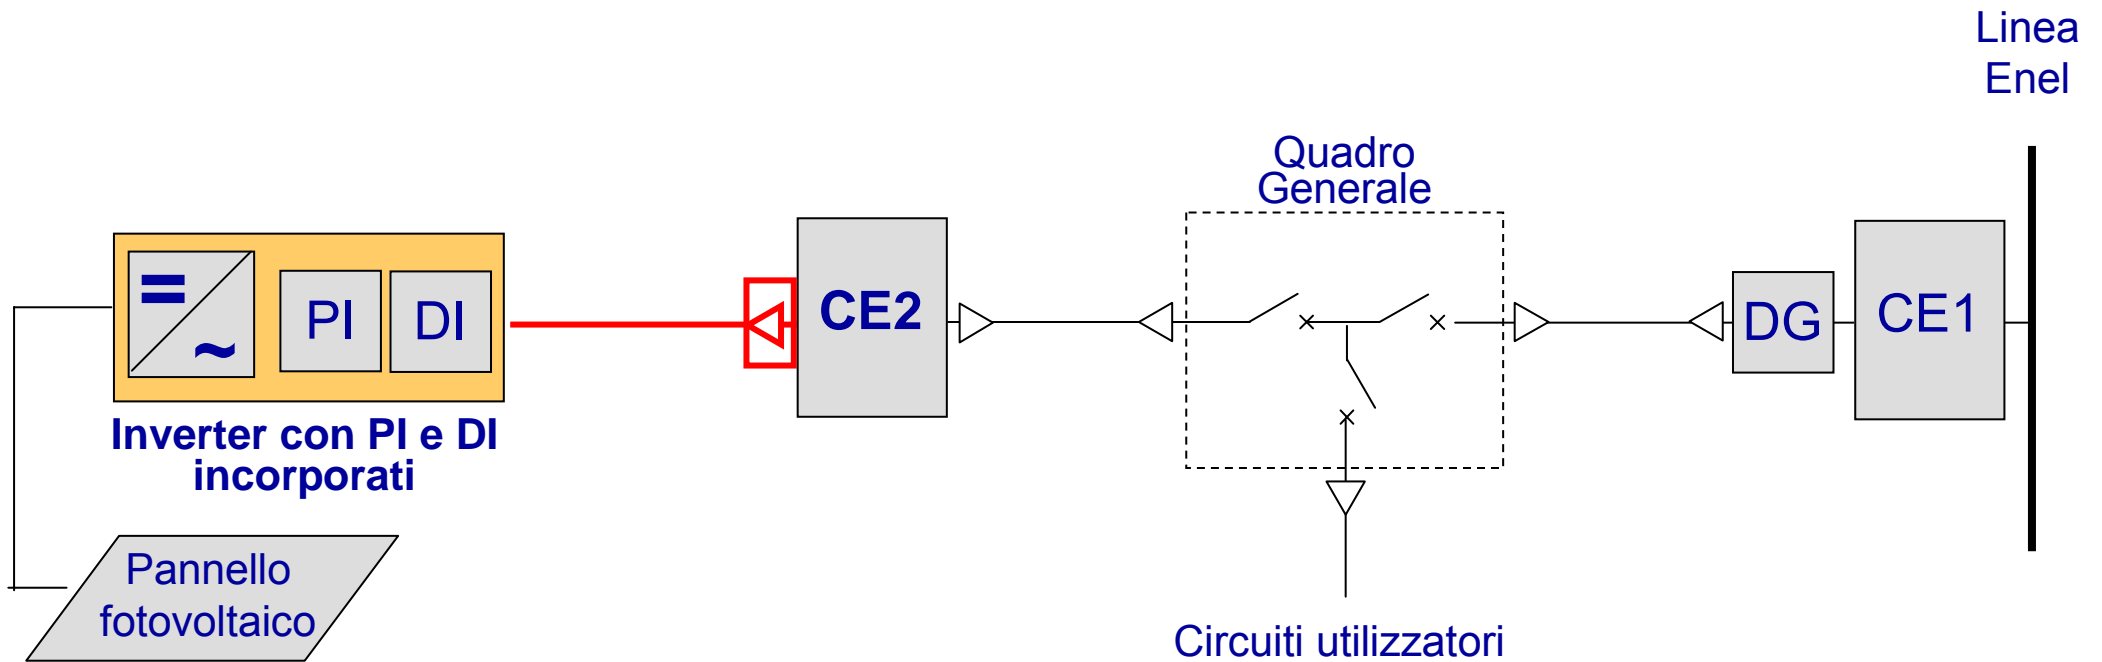 Linea
Enel
Quadro
Generale
=
~
PI
DI
CE2
DG
CE1
Inverter con PI e DI
incorporati
Pannello
fotovoltaico
Circuiti utilizzatori